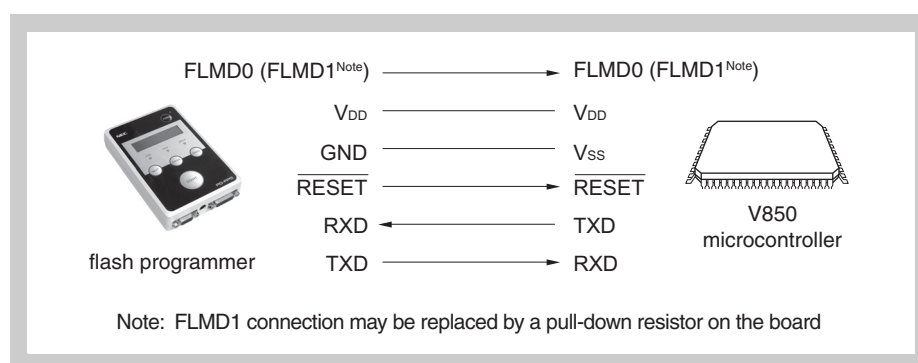 FLMD0 (FLMD1Note) FLMD0 (FLMD1Note)
VDD VDD
GND VSS
RESET RESET
RXD TXD
TXD RXD
NEC
flash programmer
V850
microcontroller
Note: FLMD1 connection may be replaced by a pull-down resistor on the board